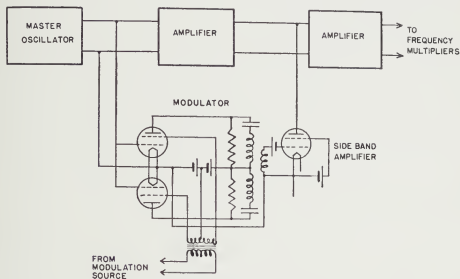 MASTER
OSCILLATOR
AMPLIFIER
AMPLIFIER
TO
FREQUENCY
MULTIPLIERS
MODULATOR
SIDE BAND
AMPLIFIER
FROM
MODULATION
SOURCE